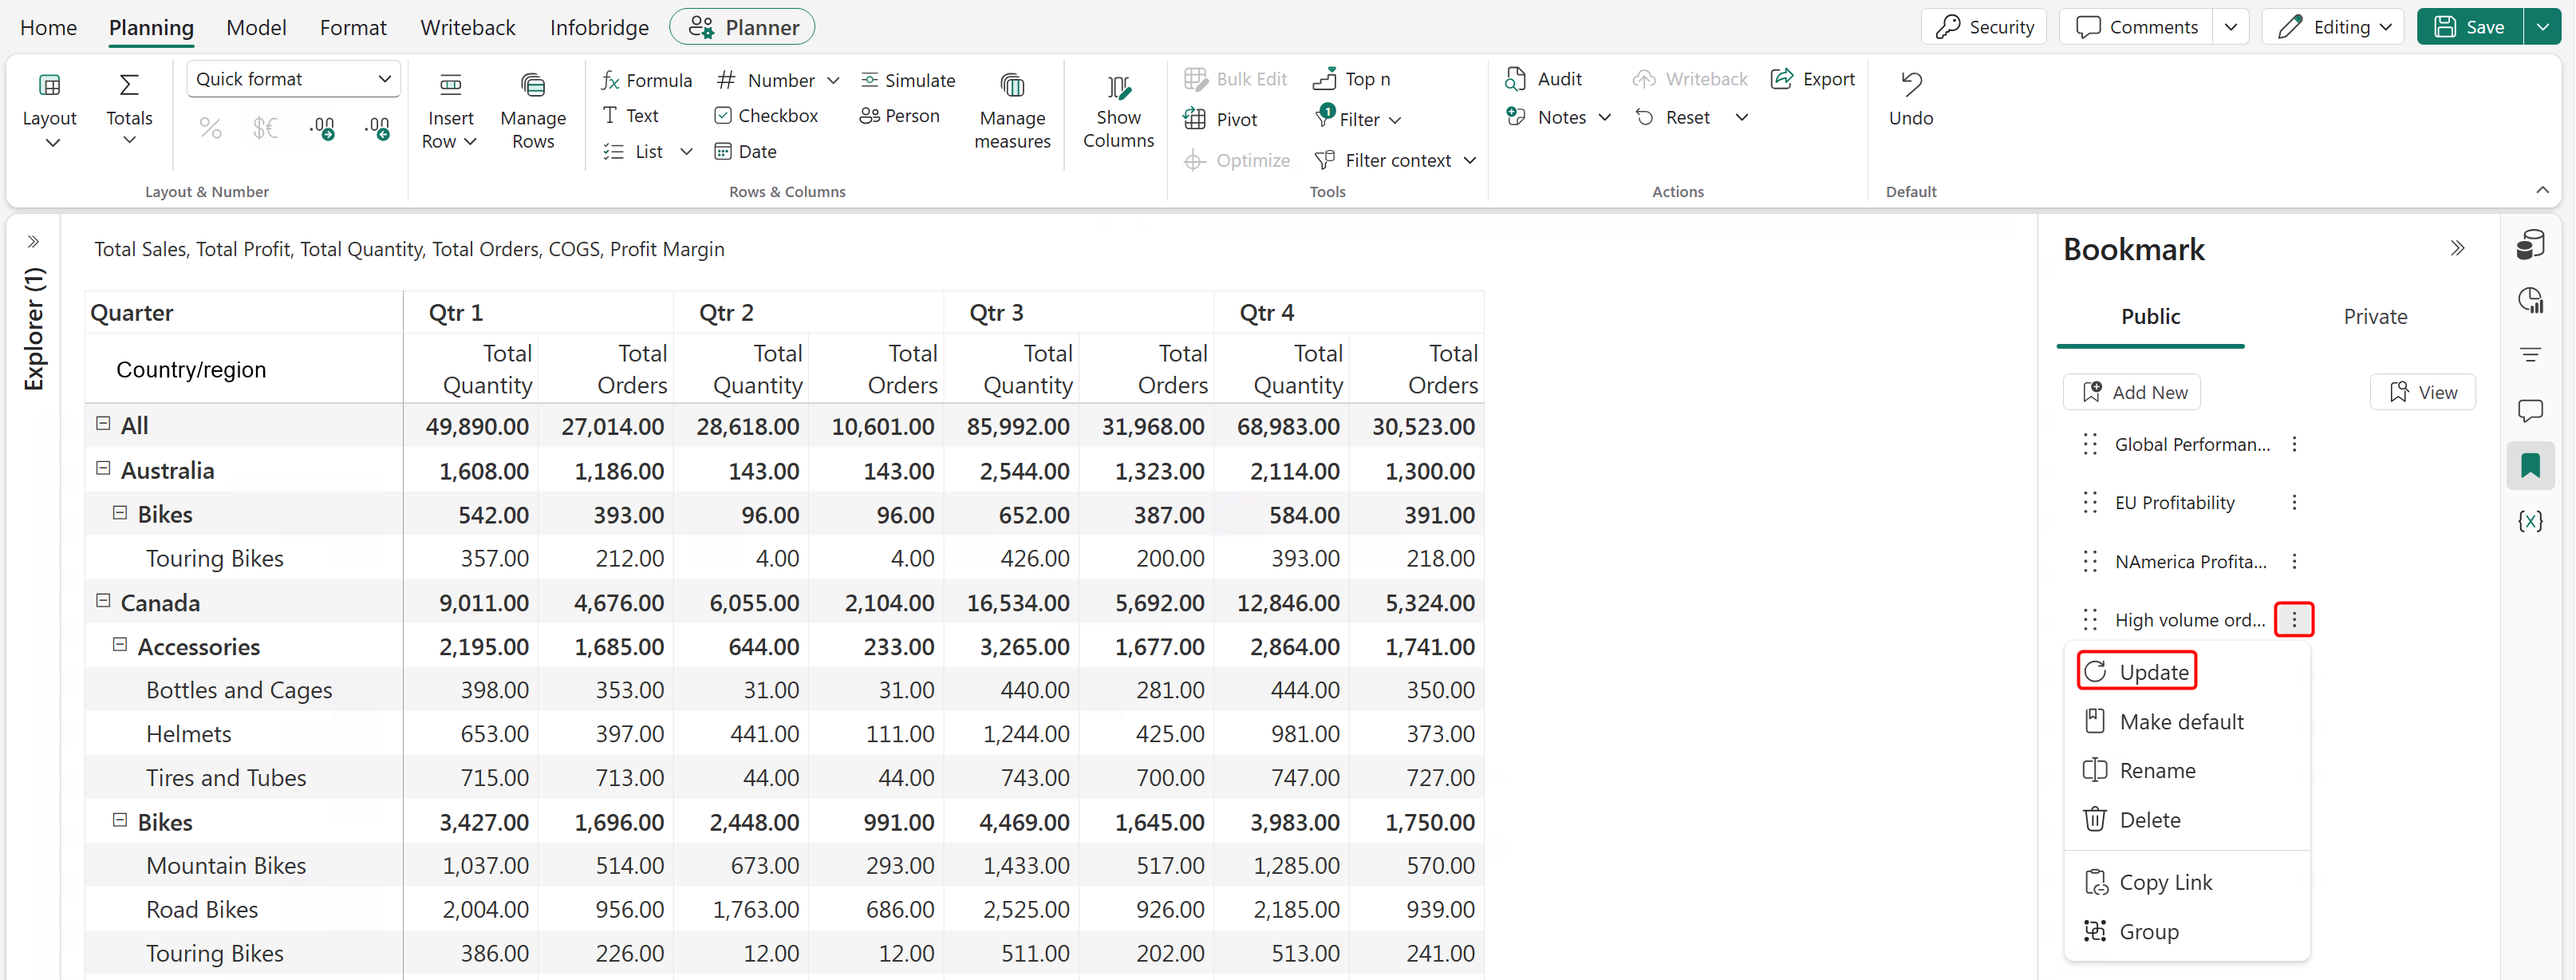 Home Planning Model Format Writeback Infobridge Planner Security Comments Editing Save
Layout
Totals
Quick format
% $€ .00 .00
Insert Row
Manage Rows
Formula Number Simulate
Text Checkbox Person
List Date
Manage measures
Show Columns
Bulk Edit Top n
Pivot 1 Filter
Optimize Filter context
Audit Writeback Export
Notes Reset
Undo
Layout & Number Rows & Columns Tools Actions Default
Explorer (1)
Total Sales, Total Profit, Total Quantity, Total Orders, COGS, Profit Margin
Quarter Qtr 1 Qtr 2 Qtr 3 Qtr 4
Country/region Total Quantity Total Orders Total Quantity Total Orders Total Quantity Total Orders Total Quantity Total Orders
All 49,890.00 27,014.00 28,618.00 10,601.00 85,992.00 31,968.00 68,983.00 30,523.00
Australia 1,608.00 1,186.00 143.00 143.00 2,544.00 1,323.00 2,114.00 1,300.00
Bikes 542.00 393.00 96.00 96.00 652.00 387.00 584.00 391.00
Touring Bikes 357.00 212.00 4.00 4.00 426.00 200.00 393.00 218.00
Canada 9,011.00 4,676.00 6,055.00 2,104.00 16,534.00 5,692.00 12,846.00 5,324.00
Accessories 2,195.00 1,685.00 644.00 233.00 3,265.00 1,677.00 2,864.00 1,741.00
Bottles and Cages 398.00 353.00 31.00 31.00 440.00 281.00 444.00 350.00
Helmets 653.00 397.00 441.00 111.00 1,244.00 425.00 981.00 373.00
Tires and Tubes 715.00 713.00 44.00 44.00 743.00 700.00 747.00 727.00
Bikes 3,427.00 1,696.00 2,448.00 991.00 4,469.00 1,645.00 3,983.00 1,750.00
Mountain Bikes 1,037.00 514.00 673.00 293.00 1,433.00 517.00 1,285.00 570.00
Road Bikes 2,004.00 956.00 1,763.00 686.00 2,525.00 926.00 2,185.00 939.00
Touring Bikes 386.00 226.00 12.00 12.00 511.00 202.00 513.00 241.00
Bookmark
Public Private
Add New View
Global Performan...
EU Profitability
NAmerica Profita...
High volume ord...
Update
Make default
Rename
Delete
Copy Link
Group